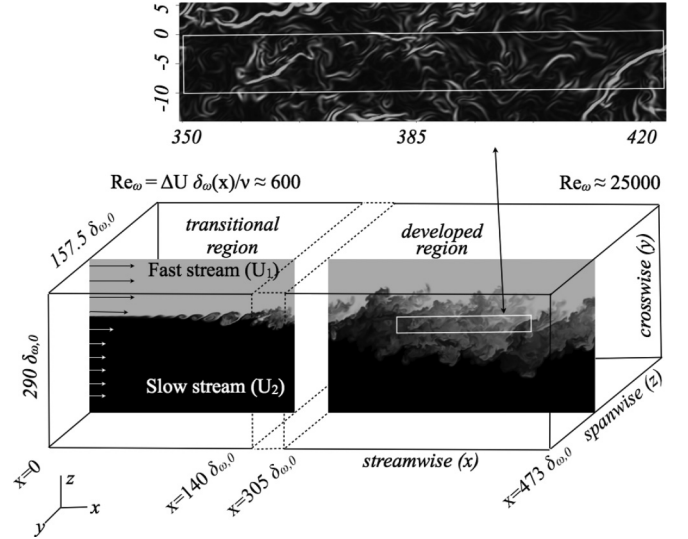 5
0
-5
-10
350
385
420
Re_ω = ΔU δ_ω(x)/ν ≈ 600
Re_ω ≈ 25000
157.5 δ_ω,0
transitional
region
developed
region
Fast stream (U_1)
crosswise (y)
290 δ_ω,0
Slow stream (U_2)
spanwise (z)
streamwise (x)
x=0
x=140 δ_ω,0
x=305 δ_ω,0
x=473 δ_ω,0
z
x
y